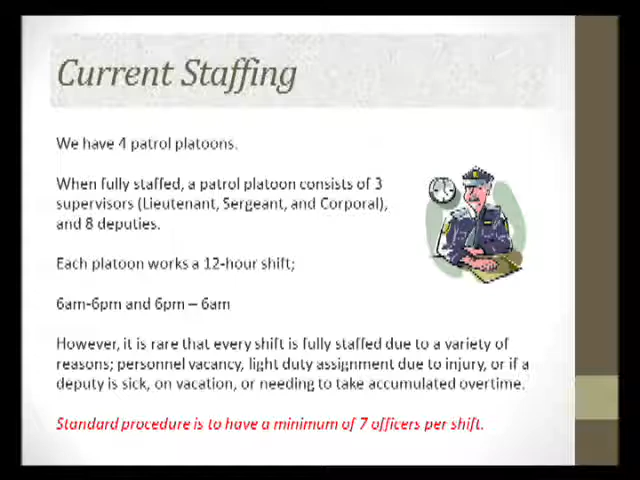 Current Staffing
We have 4 patrol platoons.
When fully staffed, a patrol platoon consists of 3
supervisors (Lieutenant, Sergeant, and Corporal),
and 8 deputies.
Each platoon works a 12-hour shift;
6am-6pm and 6pm – 6am
However, it is rare that every shift is fully staffed due to a variety of
reasons; personnel vacancy, light duty assignment due to injury, or if a
deputy is sick, on vacation, or needing to take accumulated overtime.
Standard procedure is to have a minimum of 7 officers per shift.